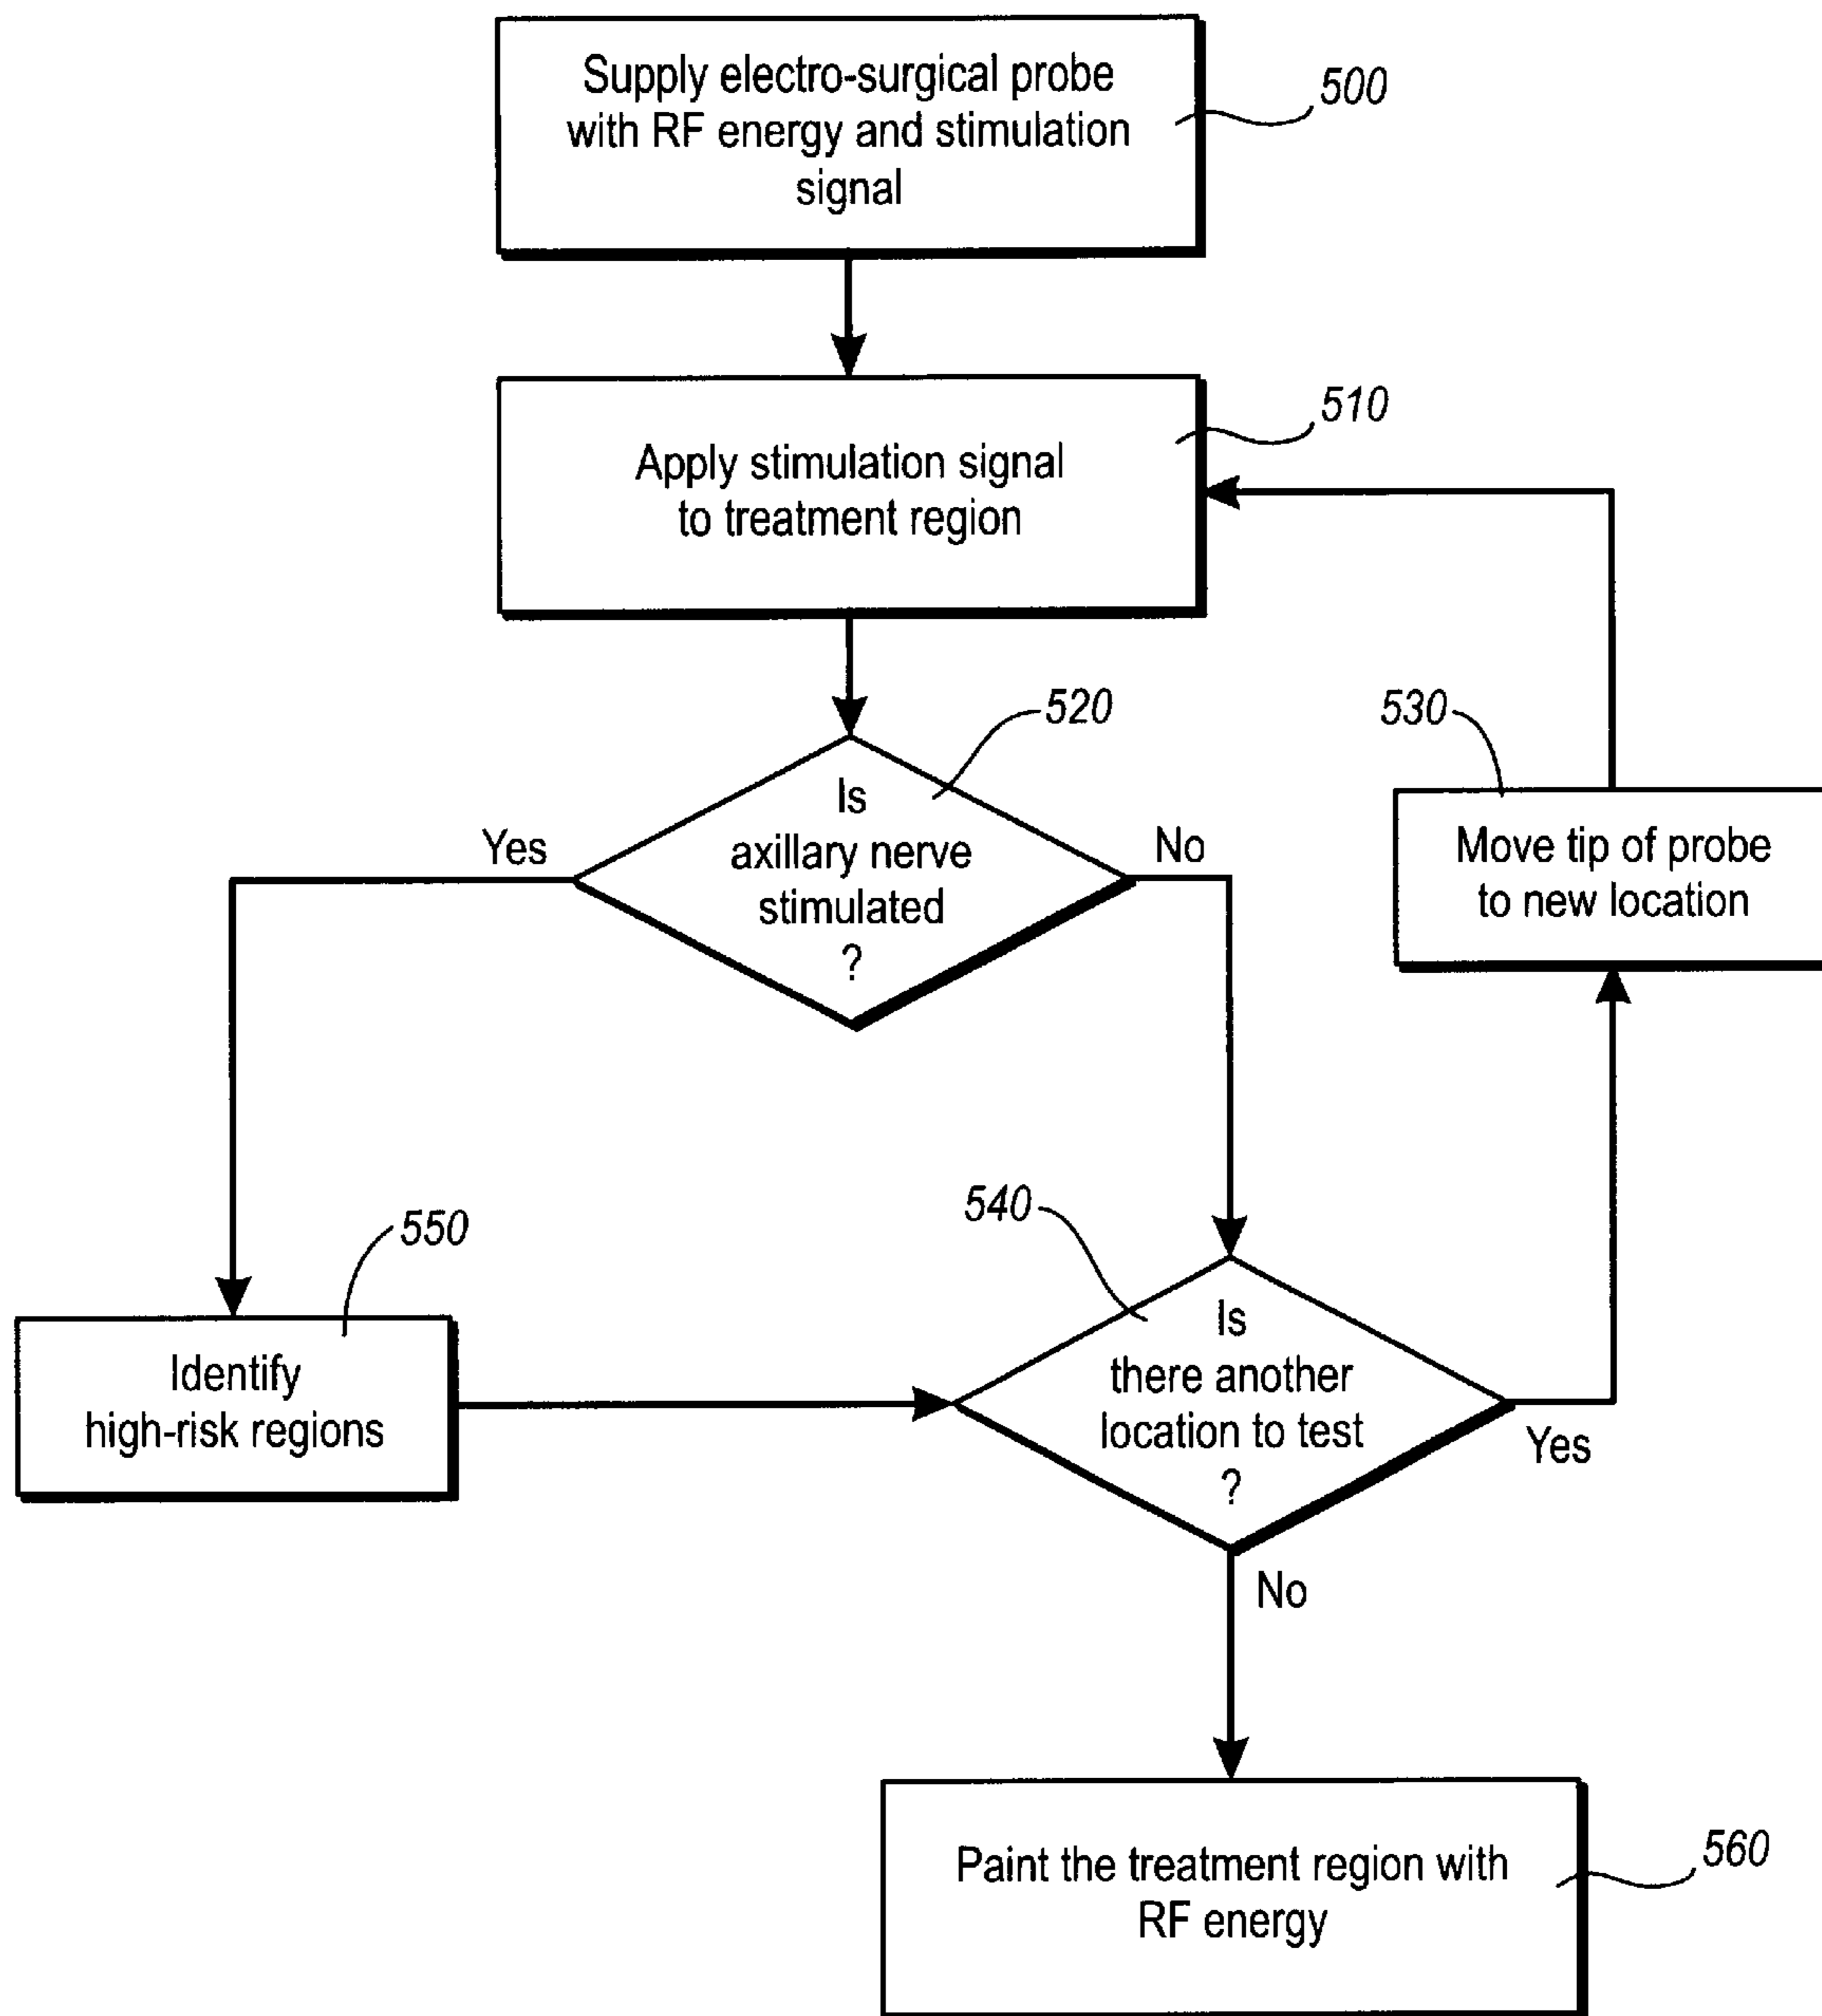 Supply electro-surgical probe
with RF energy and stimulation
signal
500
Apply stimulation signal
to treatment region
510
Is
axillary nerve
stimulated
?
520
Yes
No
530
Move tip of probe
to new location
550
Identify
high-risk regions
540
Is
there another
location to test
?
Yes
No
Paint the treatment region with
RF energy
560